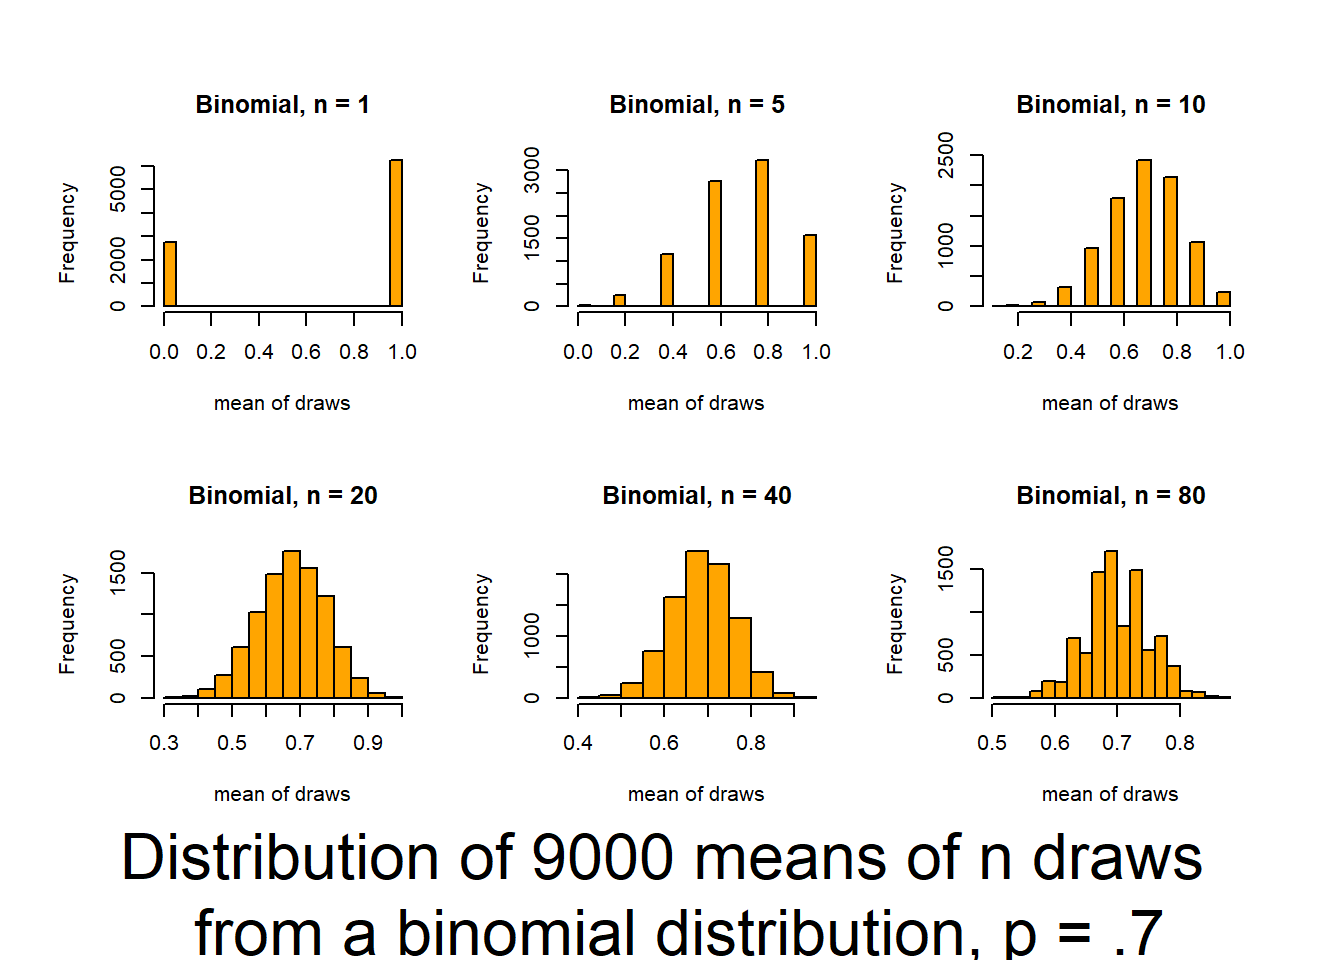 Binomial, n = 1
Frequency
0 2000 5000
0.0 0.2 0.4 0.6 0.8 1.0
mean of draws
Binomial, n = 5
Frequency
0 1500 3000
0.0 0.2 0.4 0.6 0.8 1.0
mean of draws
Binomial, n = 10
Frequency
0 1000 2500
0.2 0.4 0.6 0.8 1.0
mean of draws
Binomial, n = 20
Frequency
0 500 1500
0.3 0.5 0.7 0.9
mean of draws
Binomial, n = 40
Frequency
0 1000
0.4 0.6 0.8
mean of draws
Binomial, n = 80
Frequency
0 500 1500
0.5 0.6 0.7 0.8
mean of draws
Distribution of 9000 means of n draws
from a binomial distribution, p = .7